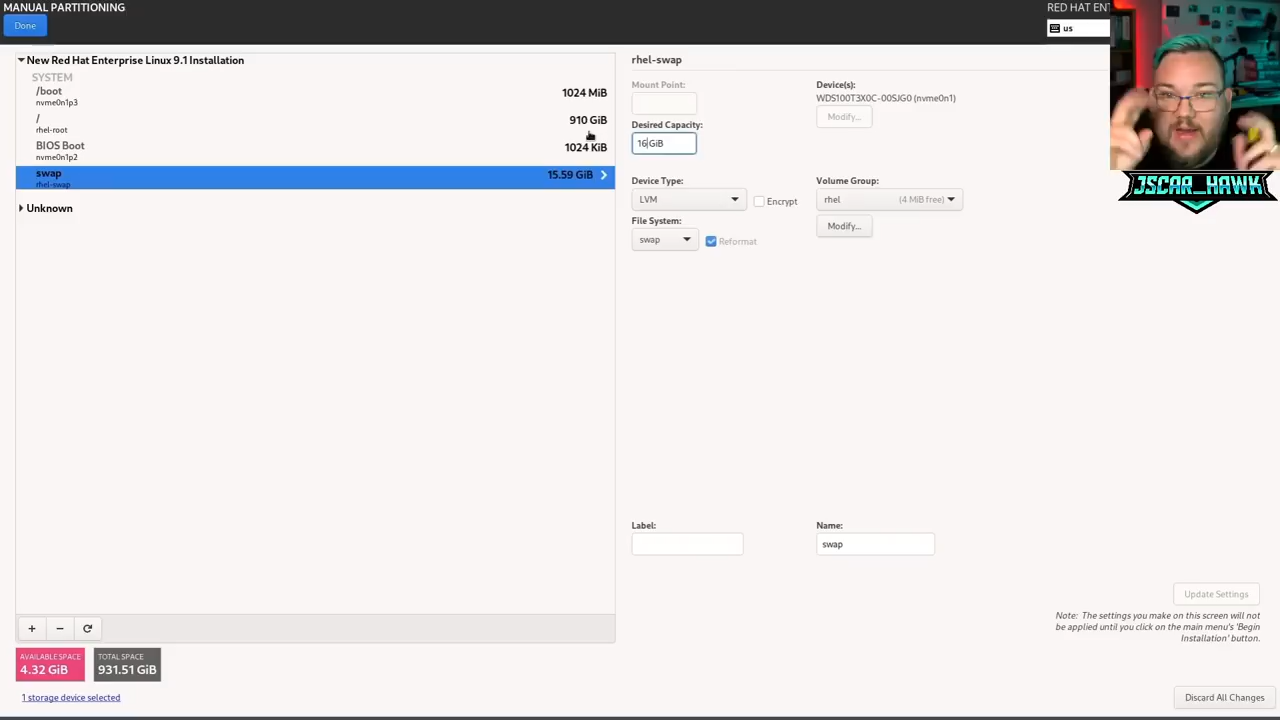 MANUAL PARTITIONING
Done
RED HAT ENT
us
New Red Hat Enterprise Linux 9.1 Installation
SYSTEM
/boot
nvme0n1p3
1024 MiB
/
rhel-root
910 GiB
BIOS Boot
nvme0n1p2
1024 KiB
swap
rhel-swap
15.59 GiB
Unknown
rhel-swap
Mount Point:
Device(s):
WDS100T3X0C-00SJG0 (nvme0n1)
Modify...
Desired Capacity:
16GiB
Device Type:
LVM
Encrypt
Volume Group:
rhel (4 MiB free)
Modify...
File System:
swap
Reformat
Label:
Name:
swap
Update Settings
Note: The settings you make on this screen will not
be applied until you click on the main menu's 'Begin
Installation' button.
AVAILABLE SPACE
4.32 GiB
TOTAL SPACE
931.51 GiB
1 storage device selected
Discard All Changes
JSCAR_HAWK